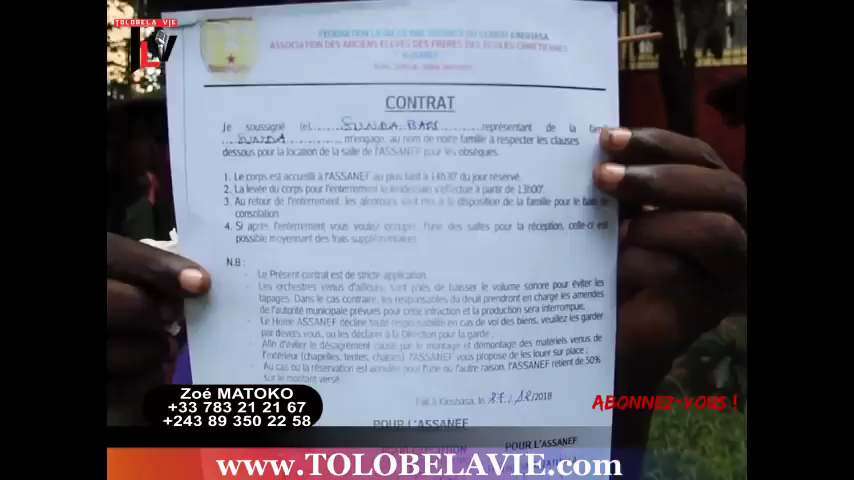 TOLOBELA VIE
TLV
ASSOCIATION DES ANCIENS ELEVES DES FRERES DES ECOLES CHRETIENNES
CONTRAT
Je soussigné (e) représentant de la
SUNDA m'engage, au nom de notre famille à respecter les clauses
dessous pour la location de la salle de l'ASSANEF pour les obsèques.
1. Le corps est accueilli à l'ASSANEF au plus tard à 14h30' du jour réservé.
2. La levée du corps pour l'enterrement le lendemain s'effectue à partir de 13h00'
3. Au retour de l'enterrement, les alentours sont mis à la disposition de la famille pour le bain de
consolation.
4. Si après l'enterrement vous voulez occuper l'une des salles pour la réception, celle-ci est
possible moyennant des frais supplémentaires.
N.B :
- Le Présent contrat est de stricte application.
- Les orchestres venus d'ailleurs, sont priés de baisser le volume sonore pour éviter les
tapages. Dans le cas contraire, les responsables du deuil prendront en charge les amendes
de l'autorité municipale prévues pour cette infraction et la production sera interrompue.
- Le Home ASSANEF décline toute responsabilité en cas de vol des biens, veuillez les garder
par devers vous, ou les déclarer à la Direction pour la garde.
- Afin d'éviter le désagrément causé par le montage et démontage des matériels venus de
l'extérieur (chapelles, tentes, chaises) l'ASSANEF vous propose de les louer sur place ;
- Au cas où la réservation est annulée pour l'une ou l'autre raison, l'ASSANEF retient de 50%
sur le montant versé.
Fait à Kinshasa, le 27/12/2018
POUR L'ASSANEF
POUR L'ASSANEF
Zoé MATOKO
+33 783 21 21 67
+243 89 350 22 58
ABONNEZ-VOUS !
www.TOLOBELAVIE.com